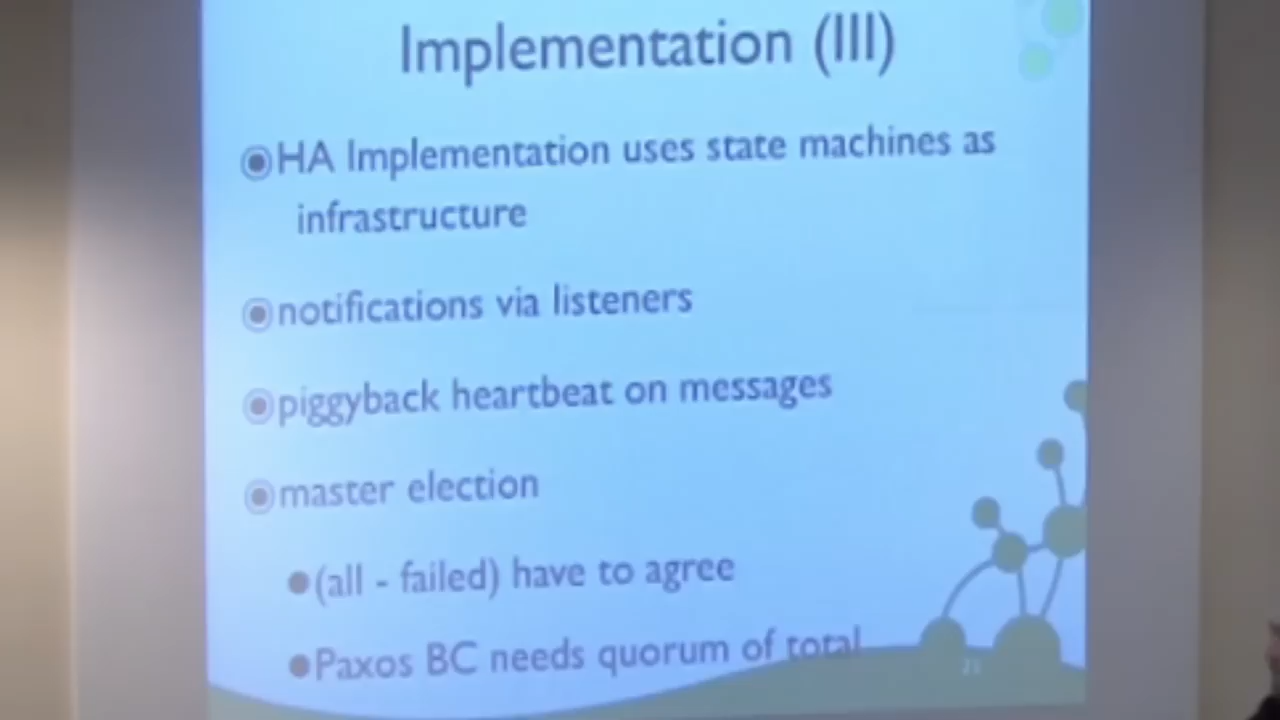 Implementation (III)
HA Implementation uses state machines as
infrastructure
notifications via listeners
piggyback heartbeat on messages
master election
(all - failed) have to agree
Paxos BC needs quorum of total